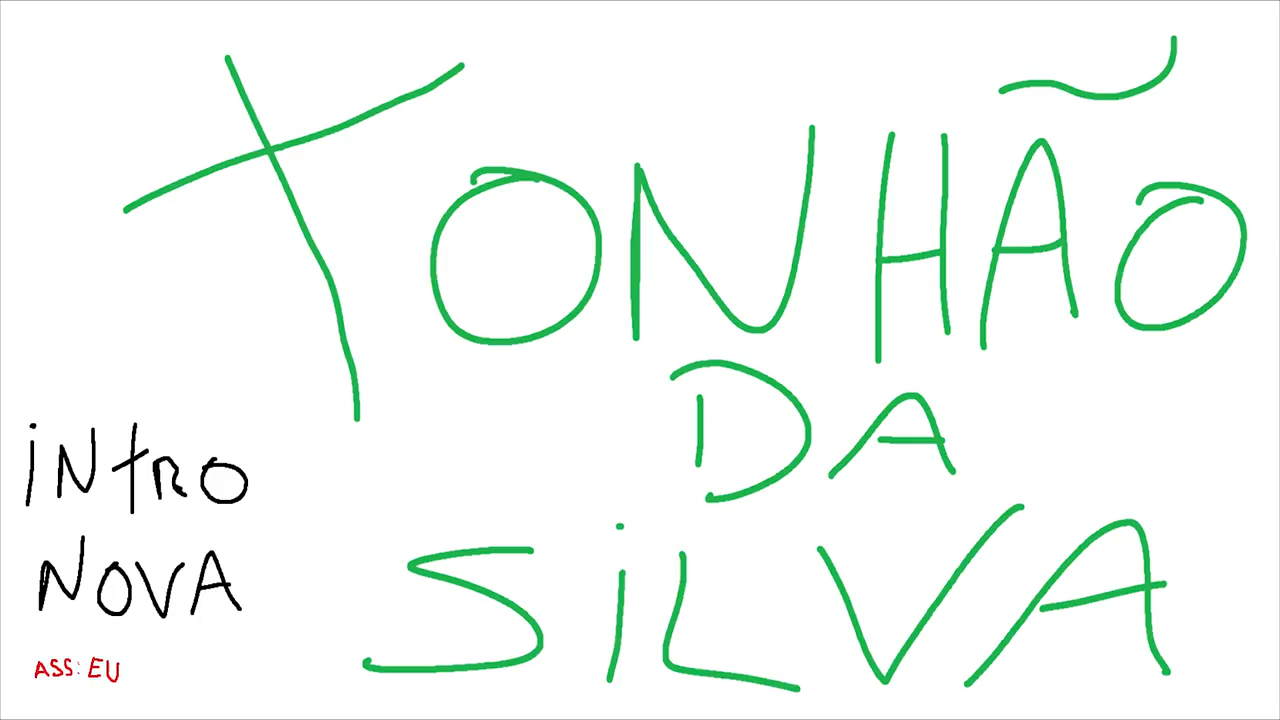 TONHÃO
DA
SiLVA
iNtRO
NOVA
ASS: EU